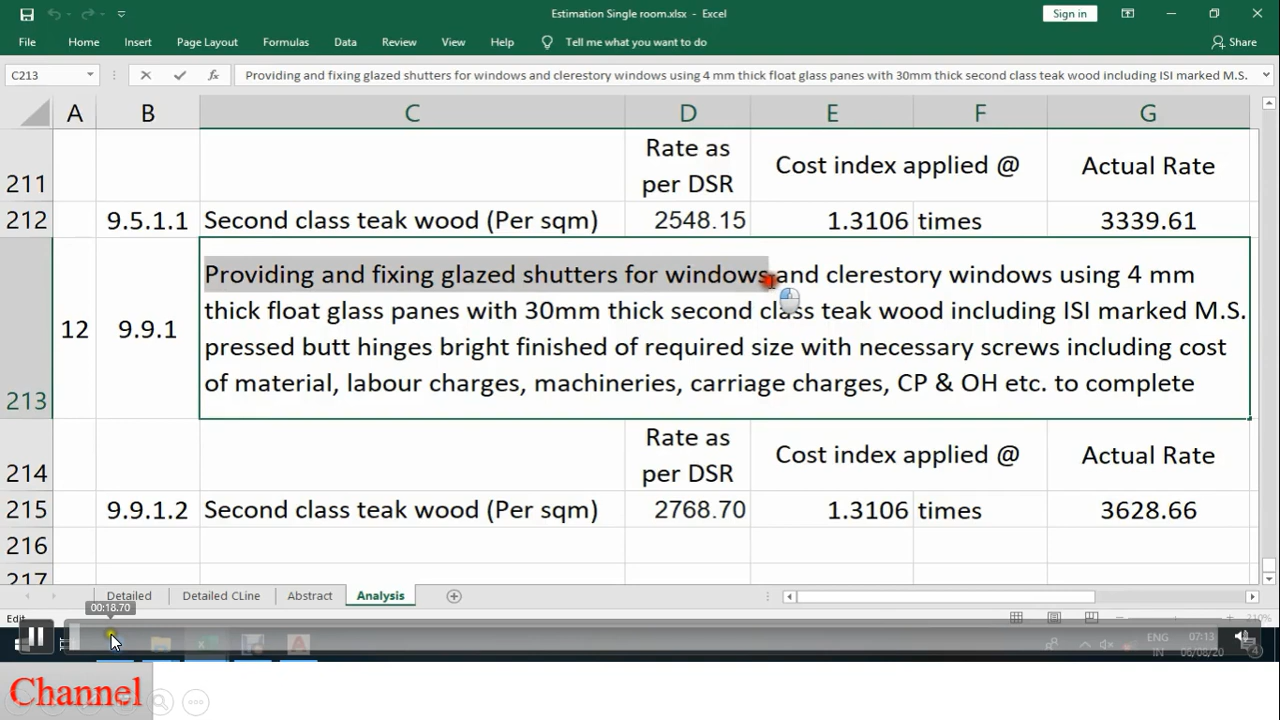 Estimation Single room.xlsx - Excel
Sign in
File Home Insert Page Layout Formulas Data Review View Help Tell me what you want to do Share
C213 fx Providing and fixing glazed shutters for windows and clerestory windows using 4 mm thick float glass panes with 30mm thick second class teak wood including ISI marked M.S.
A B C D E F G
211 Rate as per DSR Cost index applied @ Actual Rate
212 9.5.1.1 Second class teak wood (Per sqm) 2548.15 1.3106 times 3339.61
Providing and fixing glazed shutters for windows and clerestory windows using 4 mm
thick float glass panes with 30mm thick second class teak wood including ISI marked M.S.
12 9.9.1
pressed butt hinges bright finished of required size with necessary screws including cost
of material, labour charges, machineries, carriage charges, CP & OH etc. to complete
213
214 Rate as per DSR Cost index applied @ Actual Rate
215 9.9.1.2 Second class teak wood (Per sqm) 2768.70 1.3106 times 3628.66
216
217
Detailed Detailed CLine Abstract Analysis
00:18.70
Edit 210%
ENG 07:13
IN 08/08/20
4
Channel